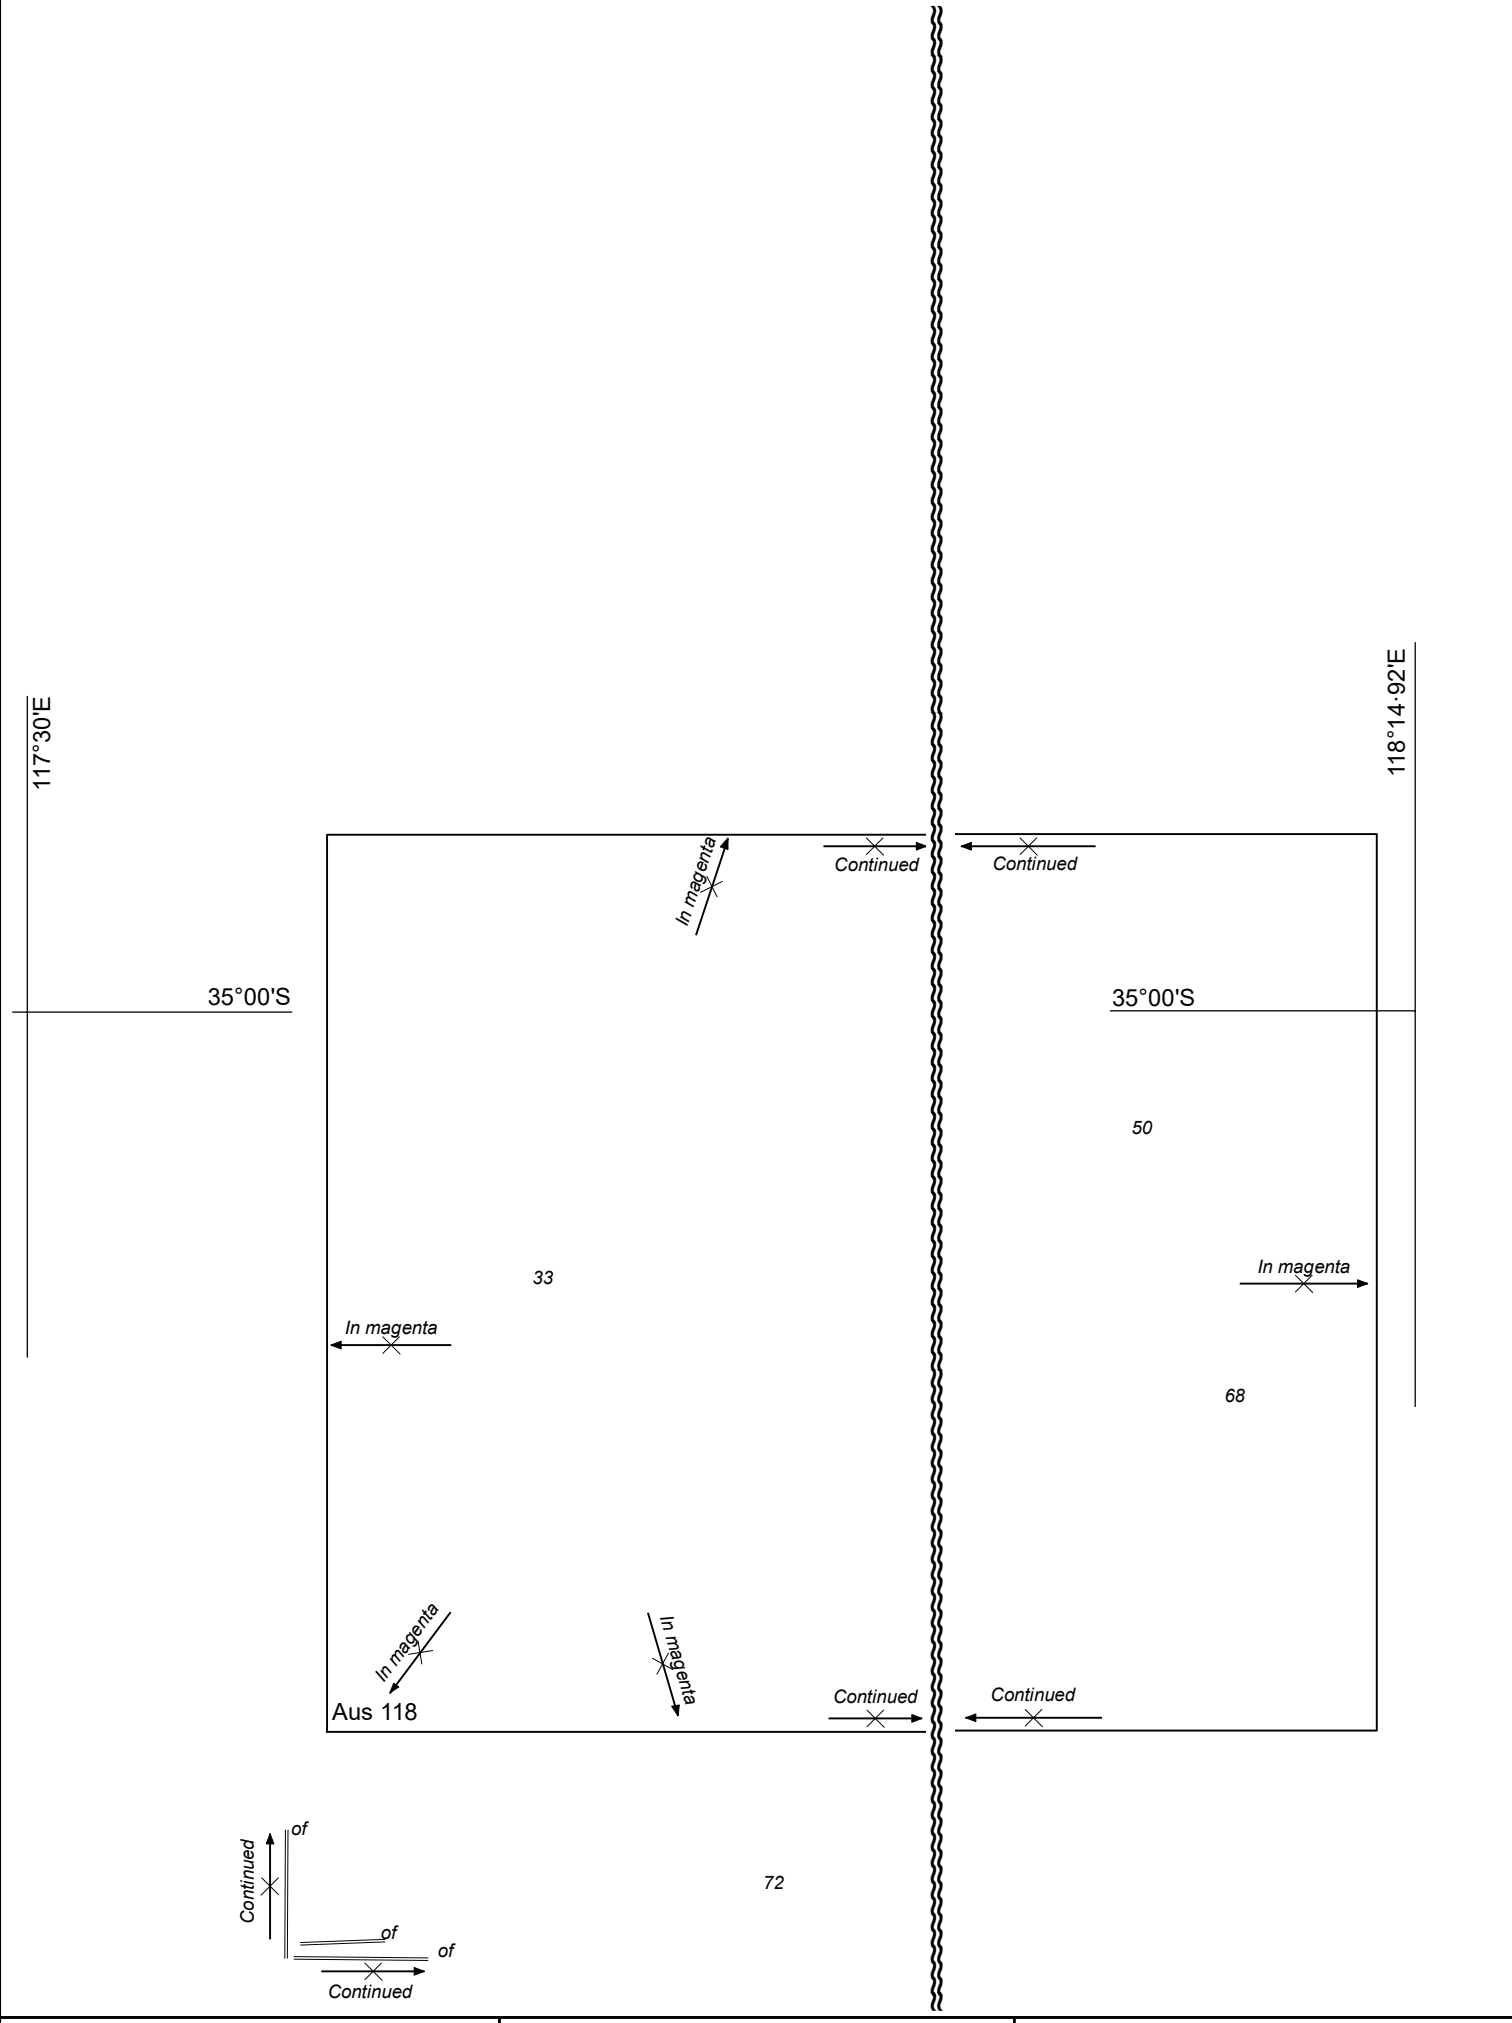 117°30'E
118°14·92'E
In magenta
Continued
Continued
35°00'S
35°00'S
50
33
In magenta
In magenta
68
In magenta
In magenta
Aus 118
Continued
Continued
of
Continued
72
of
of
Continued